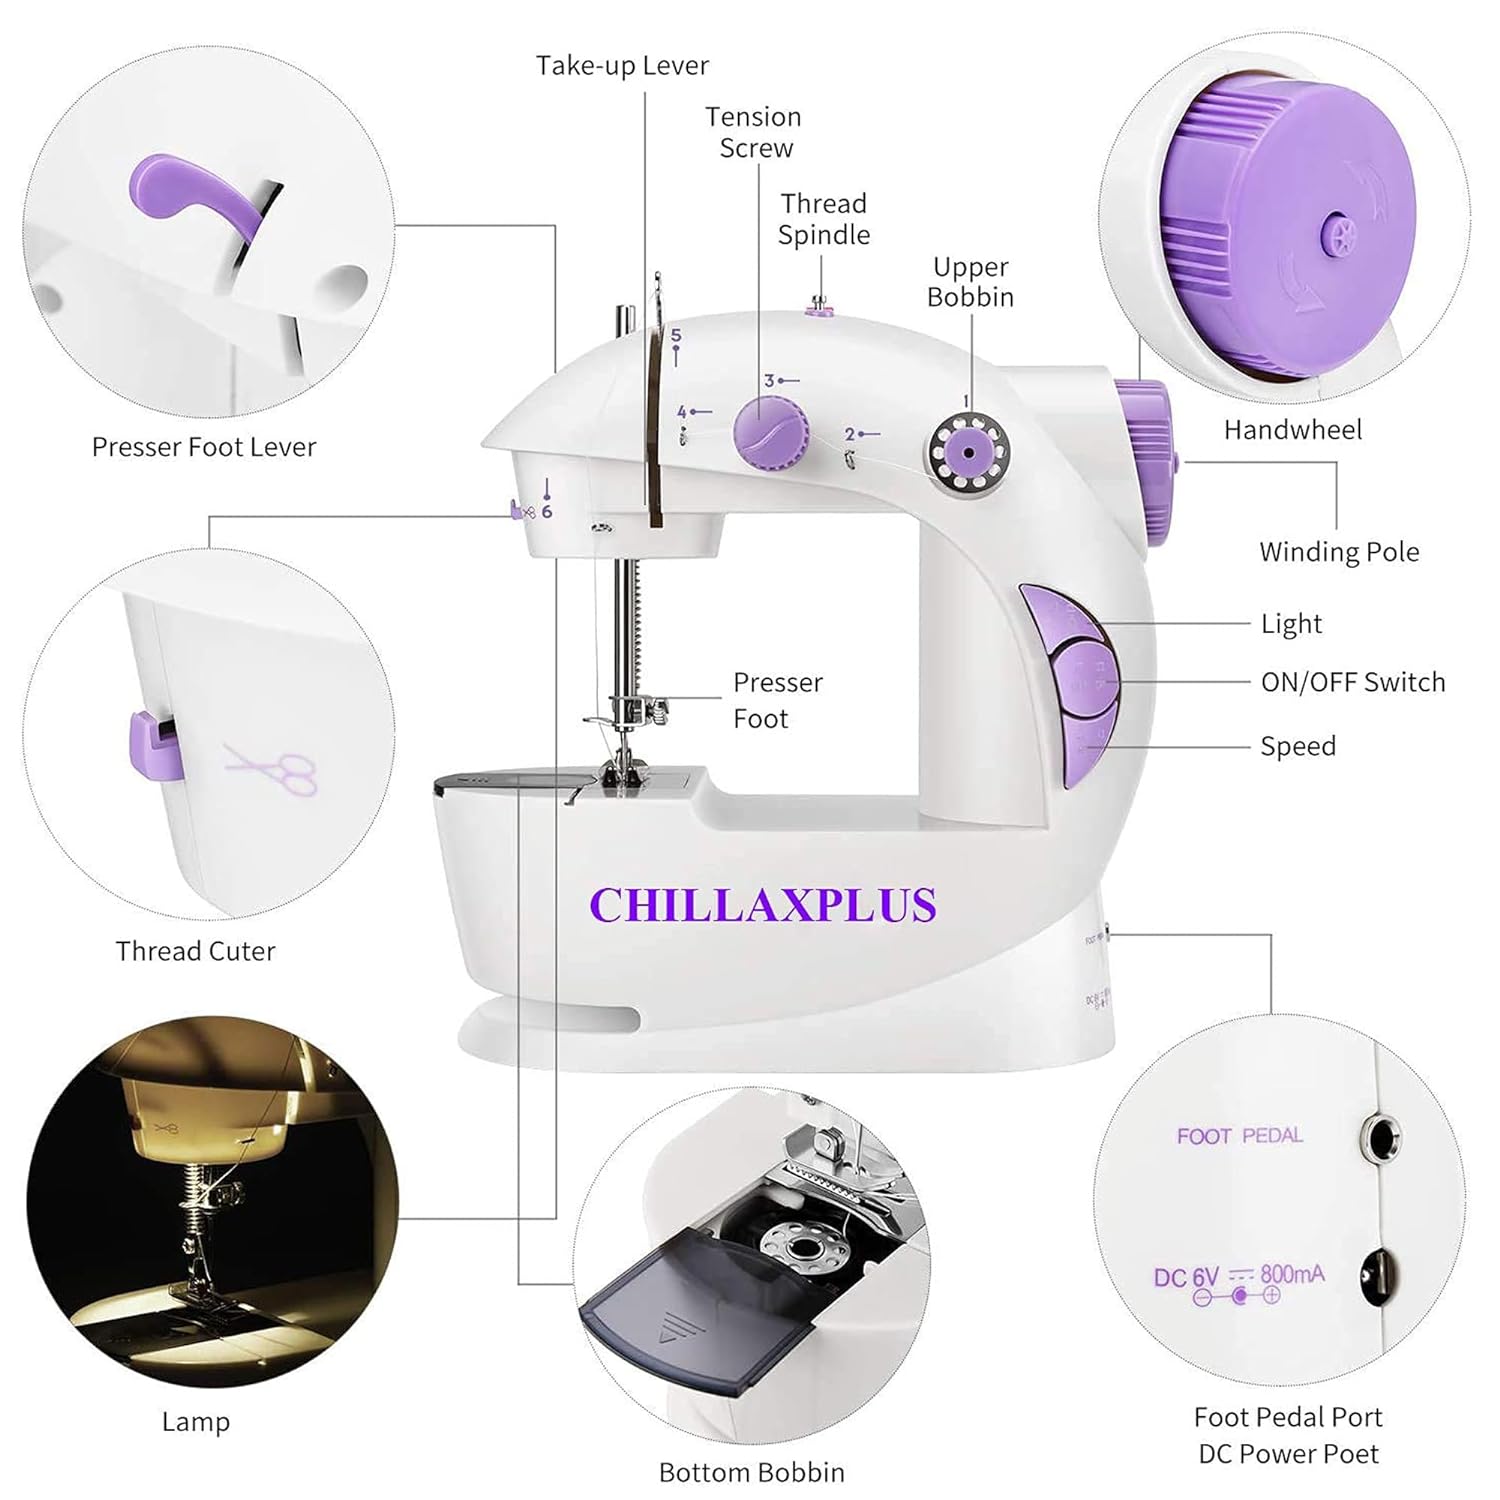 Take-up Lever
Tension
Screw
Thread
Spindle
Upper
Bobbin
Presser Foot Lever
Handwheel
5
3
4
2
1
6
Winding Pole
Light
ON/OFF Switch
Speed
Presser
Foot
CHILLAXPLUS
Thread Cuter
FOOT PEDAL
DC 6V 800mA
Lamp
Bottom Bobbin
Foot Pedal Port
DC Power Poet